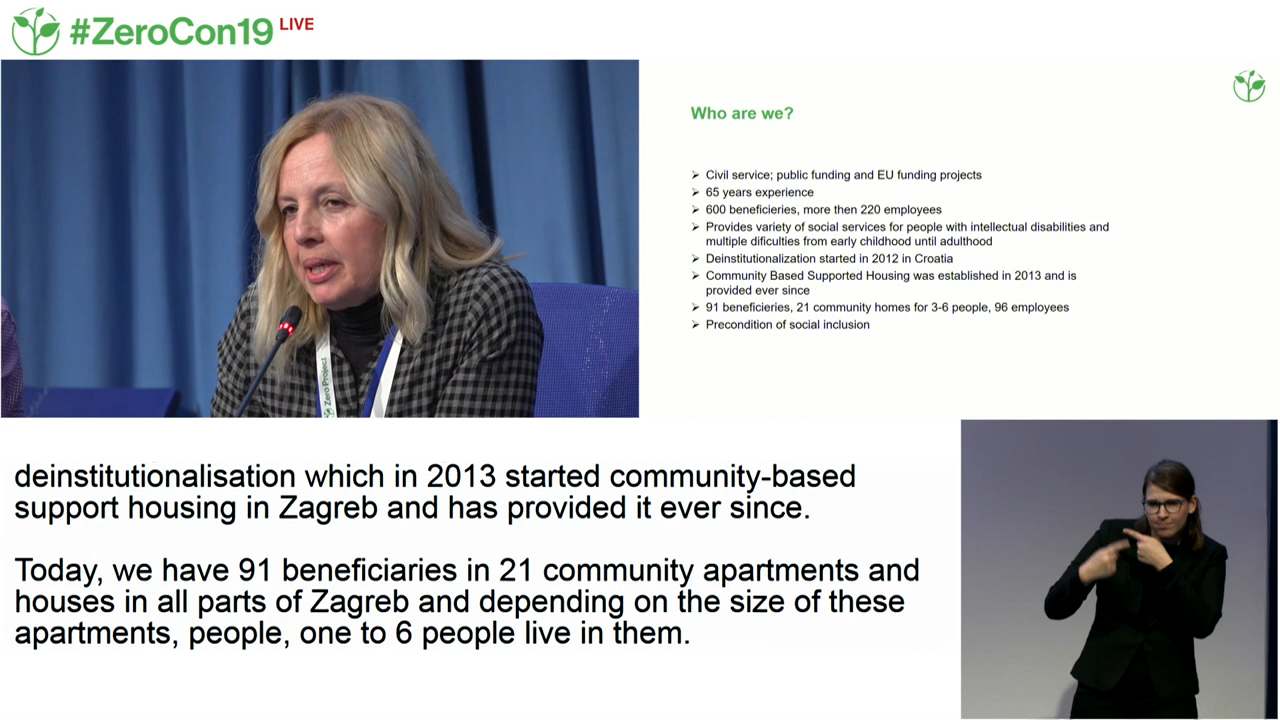 #ZeroCon19 LIVE
Who are we?
Civil service; public funding and EU funding projects
65 years experience
600 beneficieries, more then 220 employees
Provides variety of social services for people with intellectual disabilities and
multiple dificulties from early childhood until adulthood
Deinstitutionalization started in 2012 in Croatia
Community Based Supported Housing was established in 2013 and is
provided ever since
91 beneficieries, 21 community homes for 3-6 people, 96 employees
Precondition of social inclusion
Zero Project
deinstitutionalisation which in 2013 started community-based
support housing in Zagreb and has provided it ever since.
Today, we have 91 beneficiaries in 21 community apartments and
houses in all parts of Zagreb and depending on the size of these
apartments, people, one to 6 people live in them.